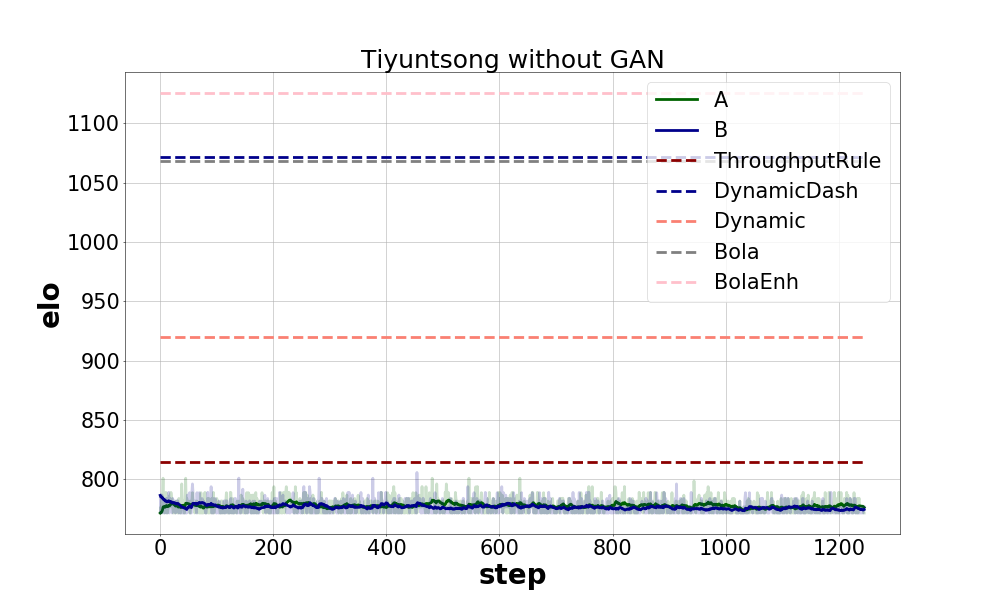 Tiyuntsong without GAN
elo
1100
1050
1000
950
900
850
800
A
B
ThroughputRule
DynamicDash
Dynamic
Bola
BolaEnh
0 200 400 600 800 1000 1200
step